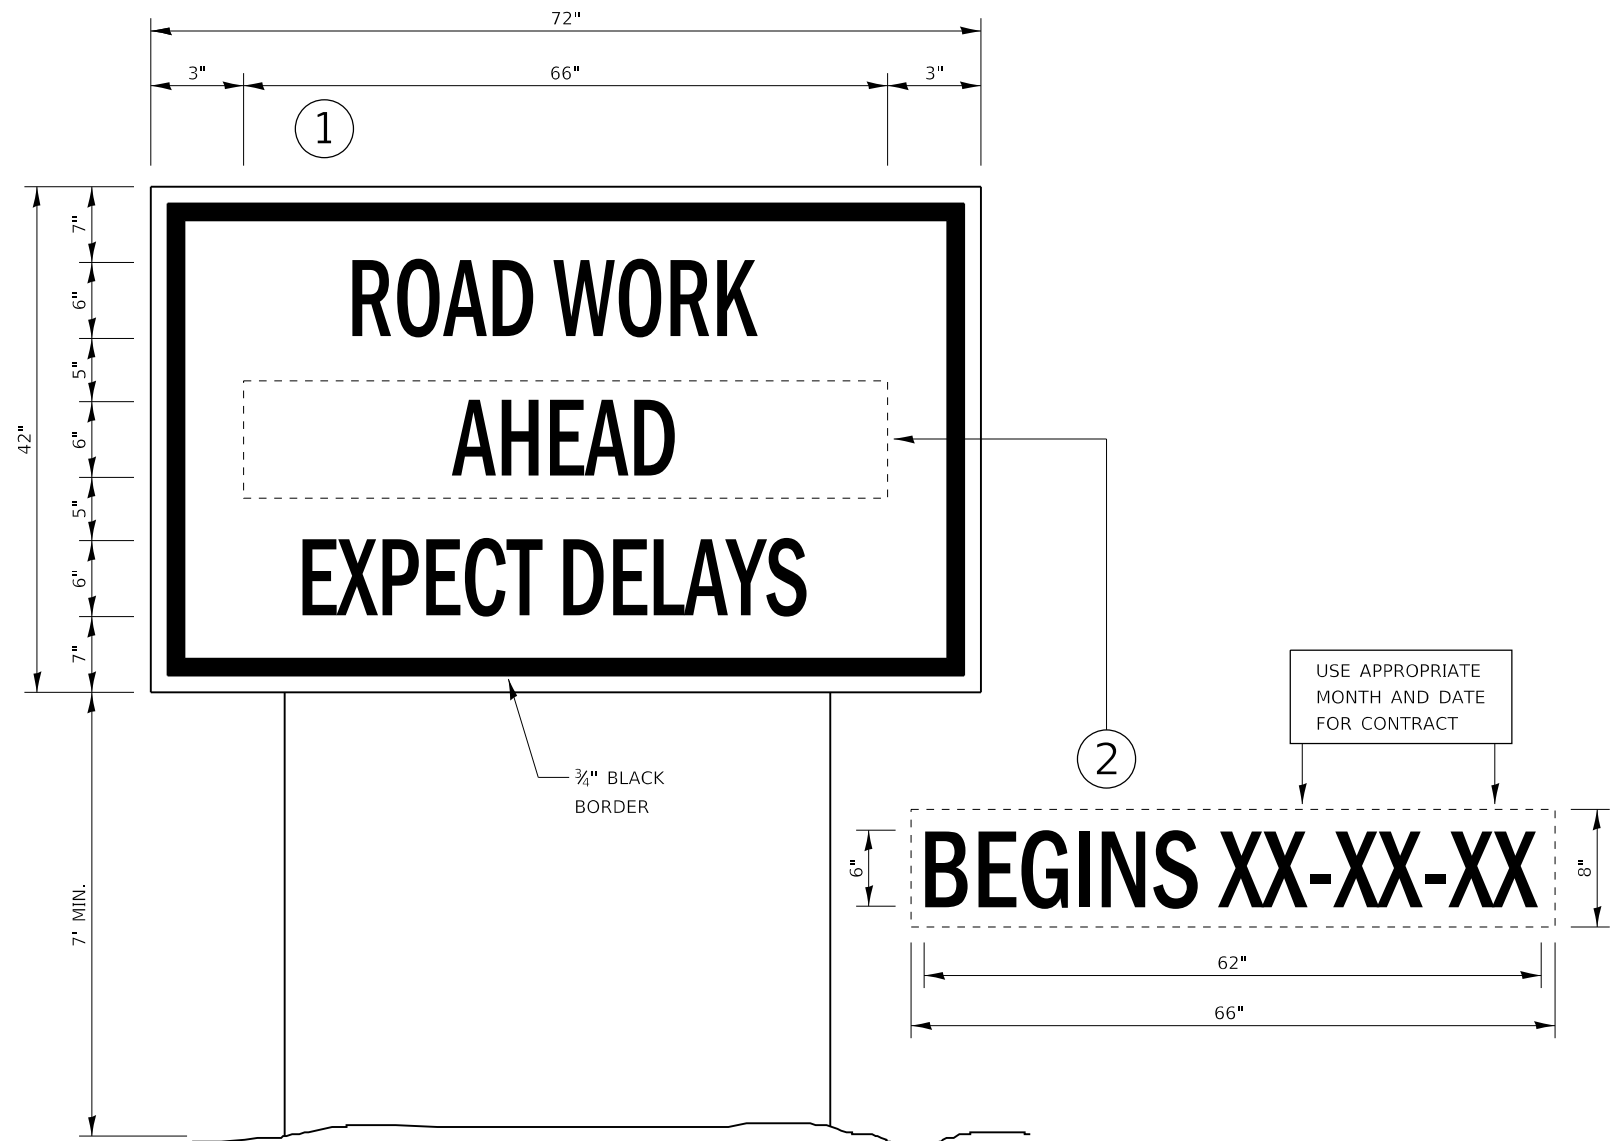 72"
3" 66" 3"
1
7"
6"
5"
6"
5"
6"
7"
42"
7' MIN.
ROAD WORK
AHEAD
EXPECT DELAYS
¾" BLACK
BORDER
2
USE APPROPRIATE
MONTH AND DATE
FOR CONTRACT
6"
BEGINS XX-XX-XX
8"
62"
66"